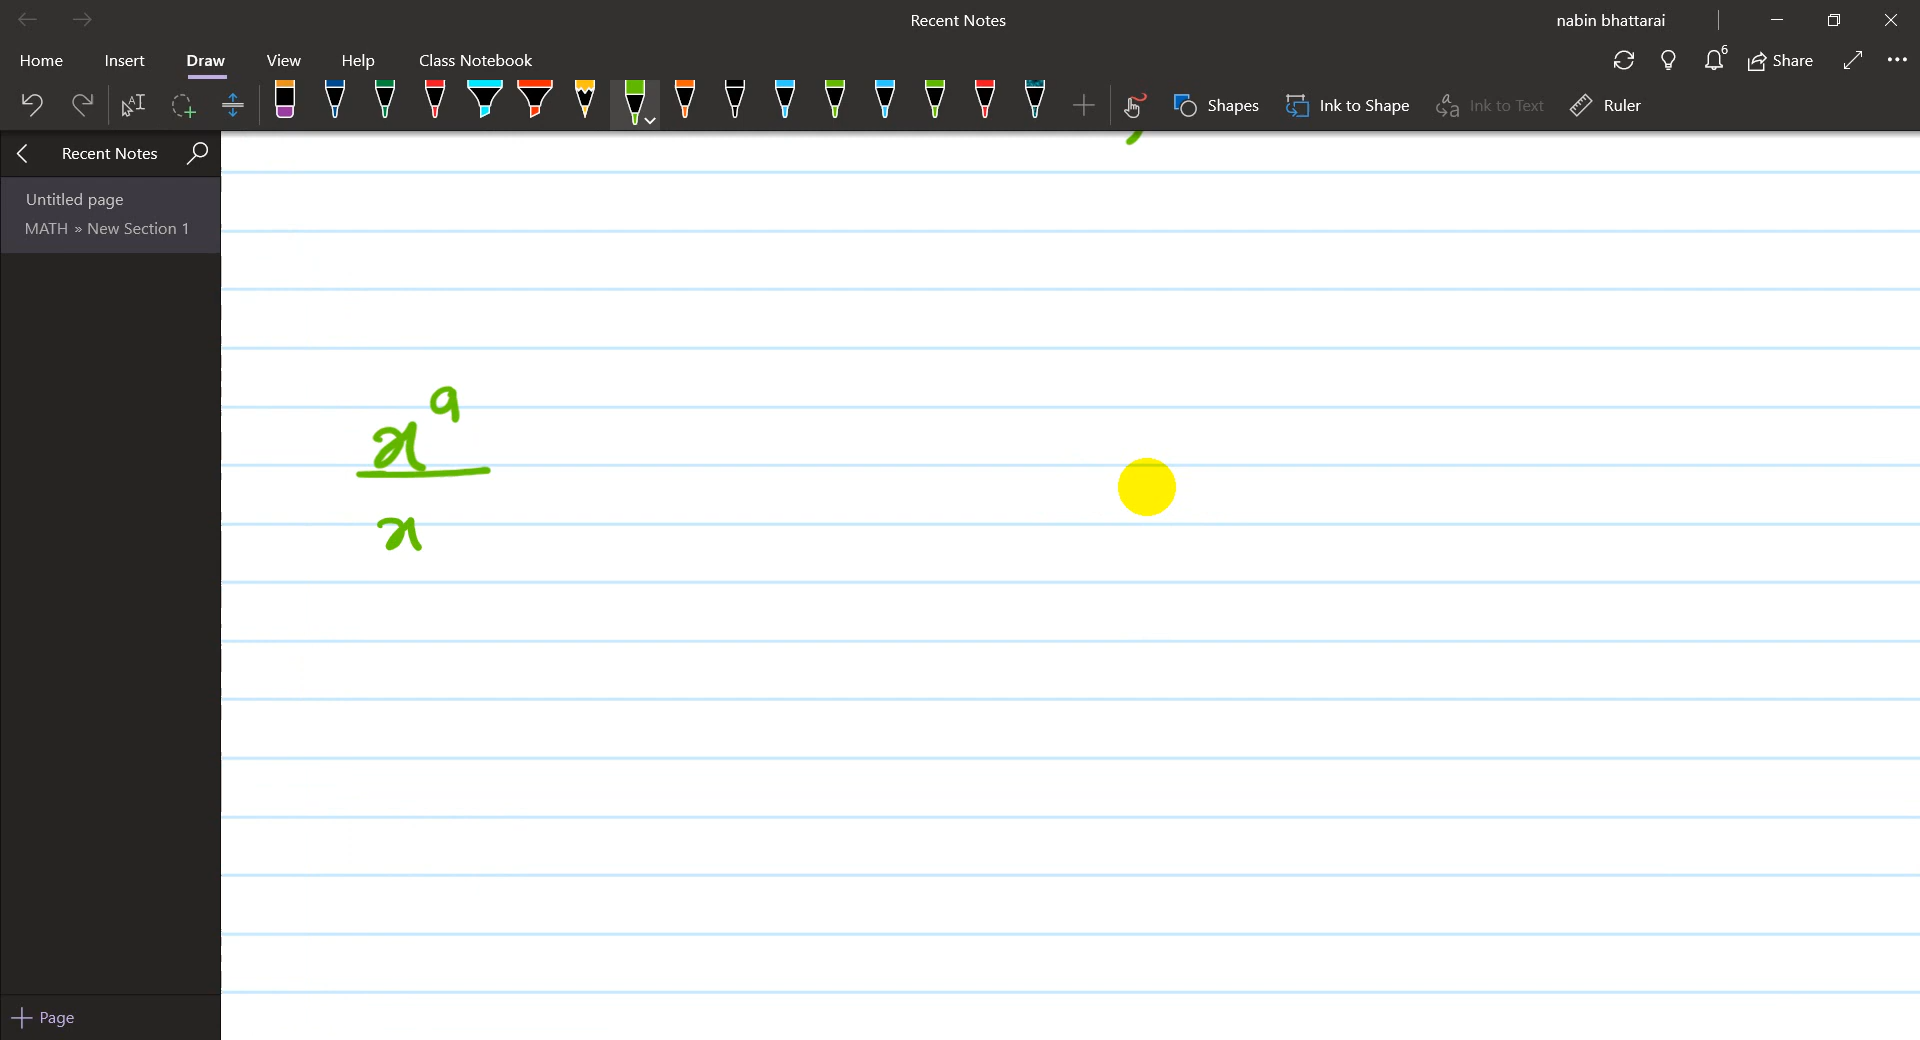 Recent Notes
nabin bhattarai
Home Insert Draw View Help Class Notebook
6
Share
Shapes Ink to Shape Ink to Text Ruler
Recent Notes
Untitled page
MATH » New Section 1
x^a
x
Page